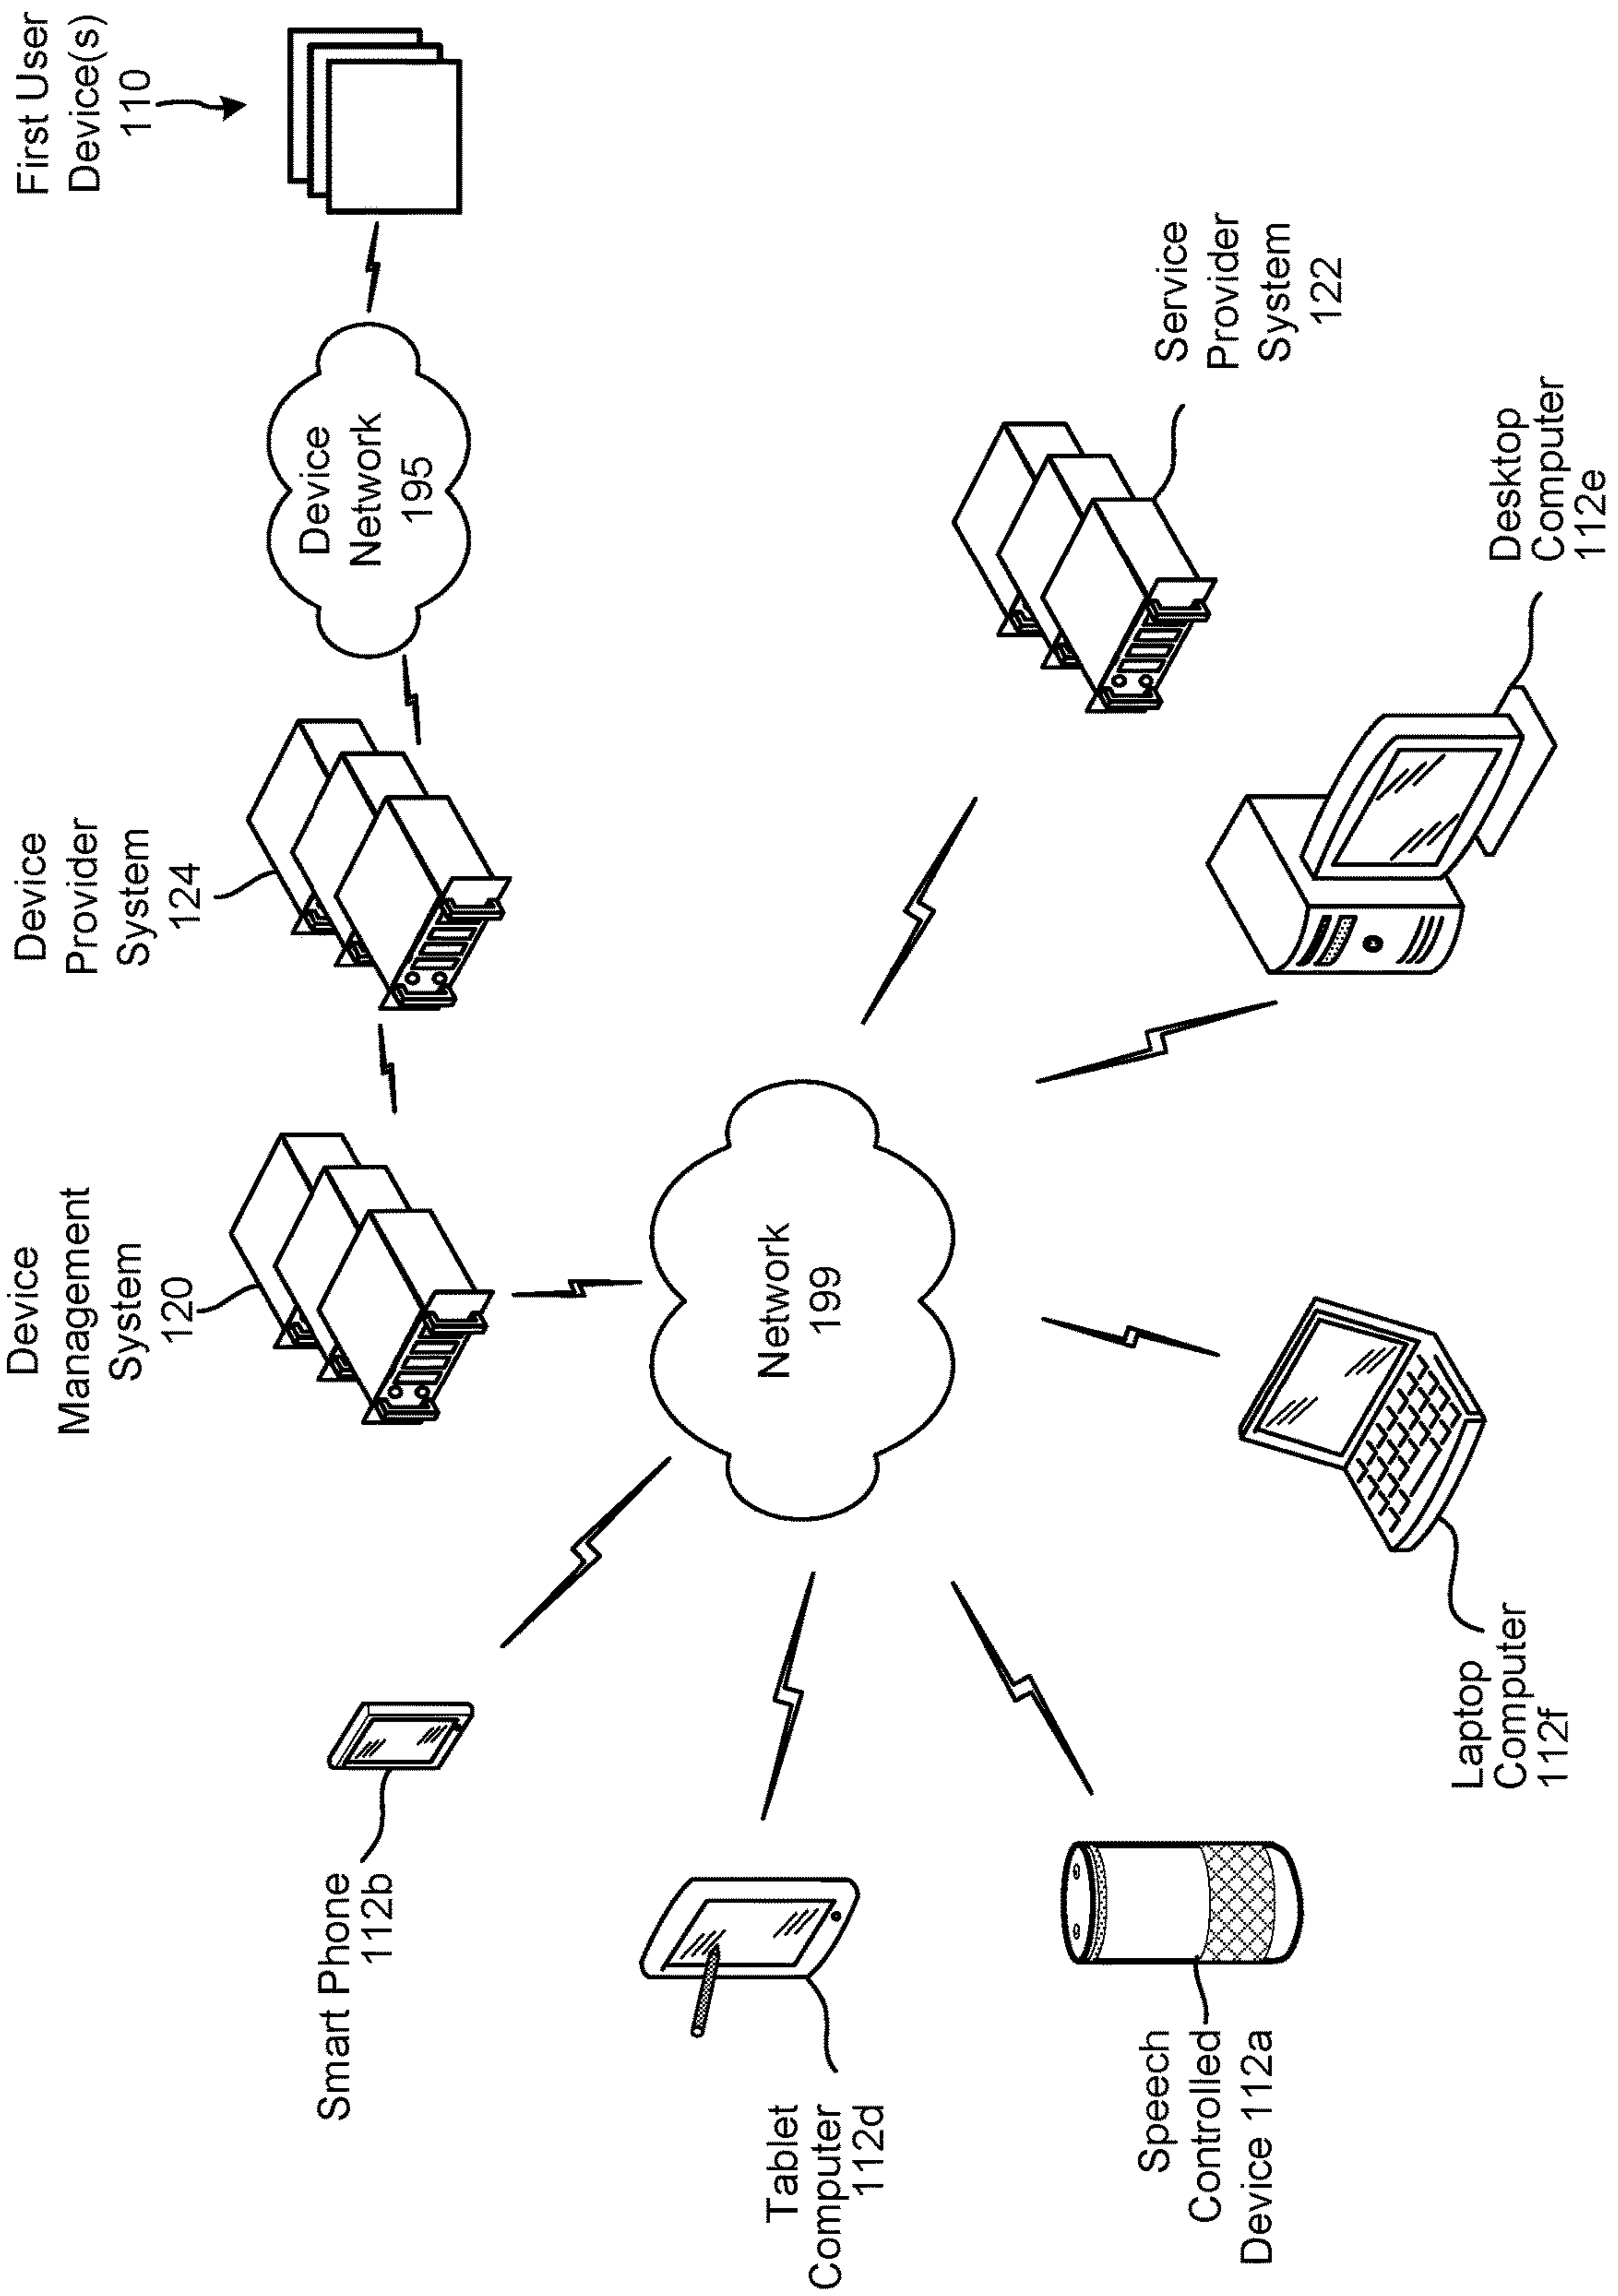 Device
Management
System
120
Device
Provider
System
124
First User
Device(s)
110
Device
Network
195
Smart Phone
112b
Network
199
Tablet
Computer
112d
Service
Provider
System
122
Speech
Controlled
Device 112a
Laptop
Computer
112f
Desktop
Computer
112e